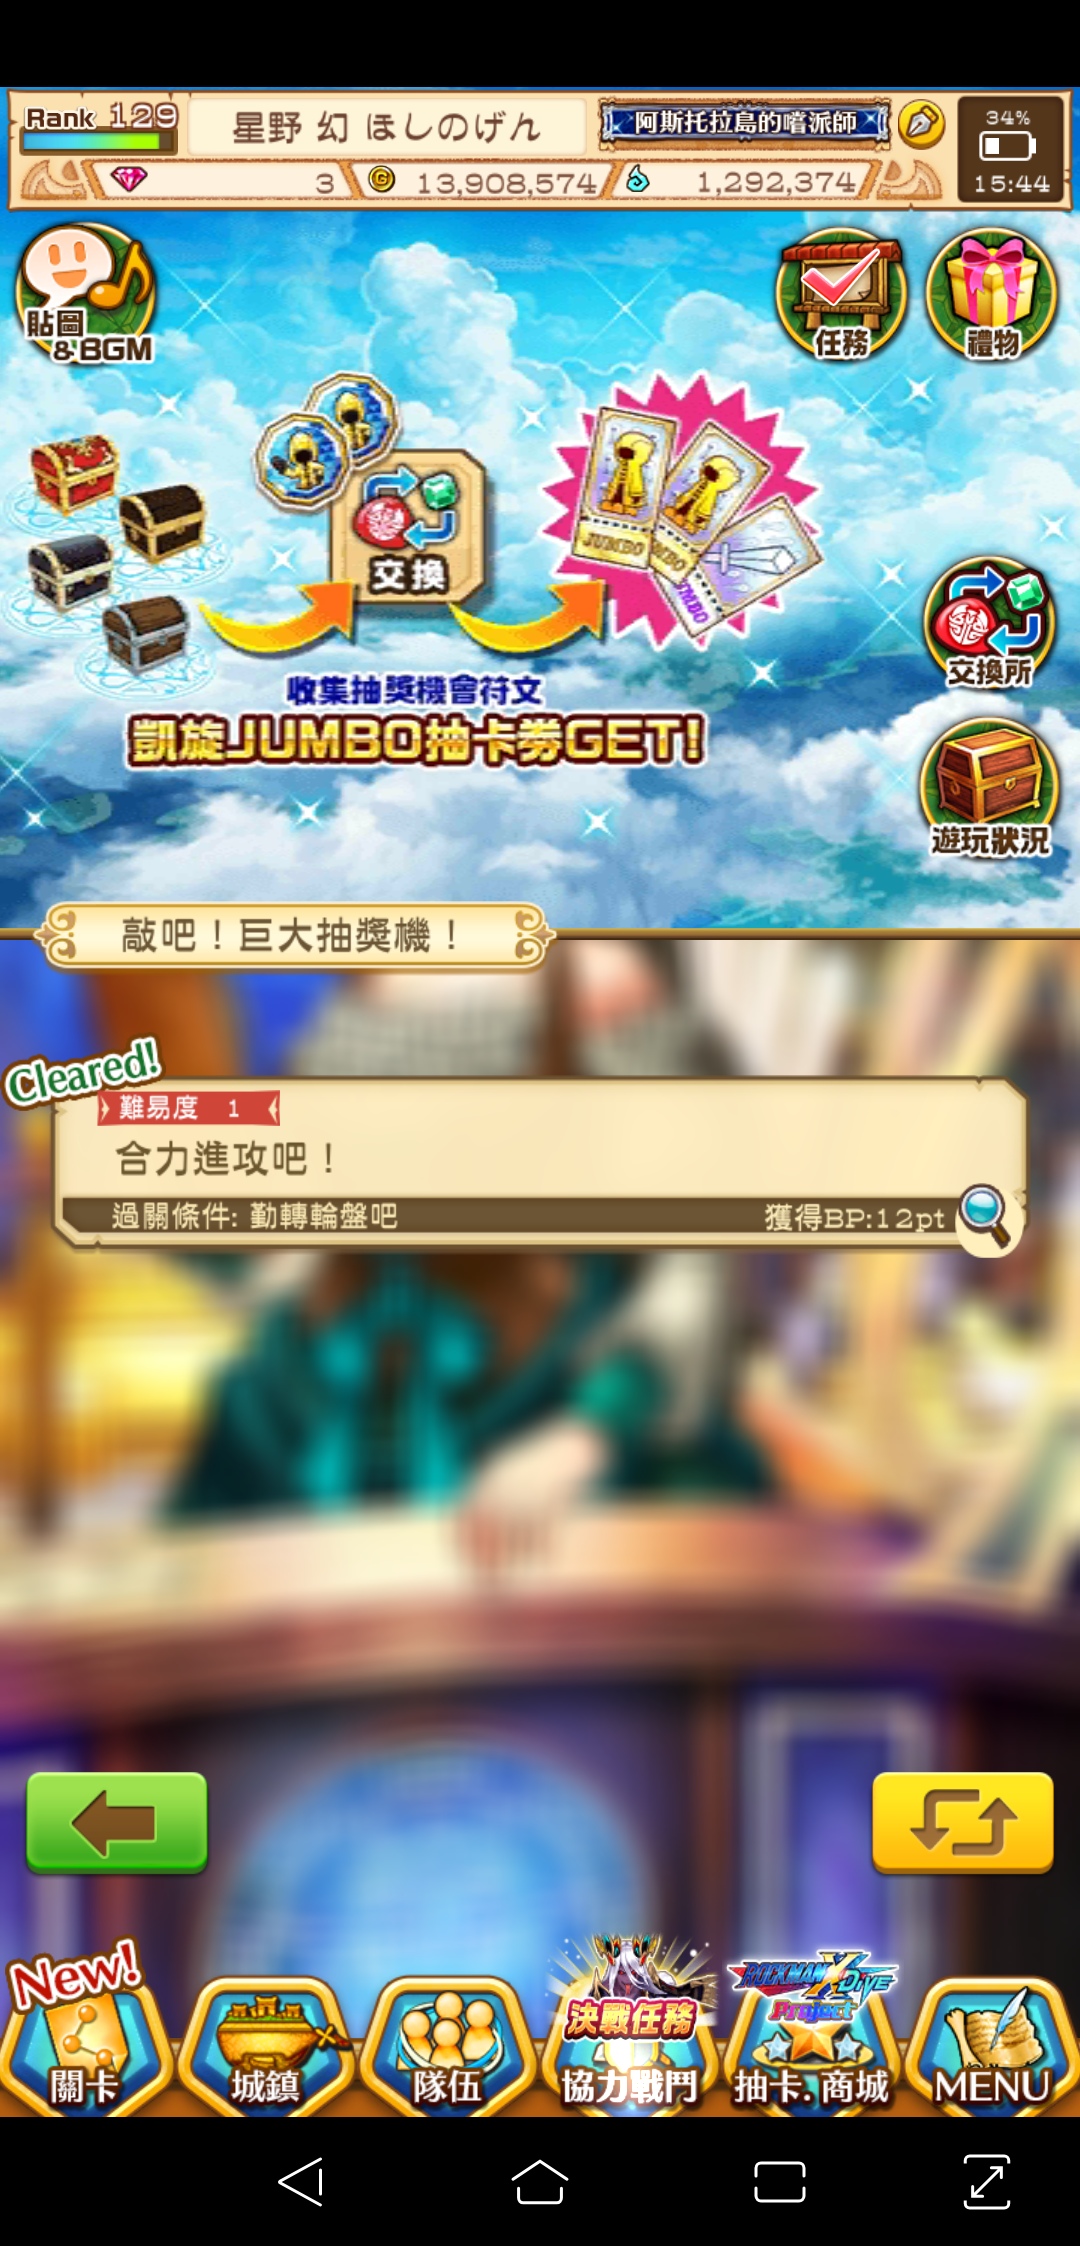 Rank 129
星野 幻 ほしのげん
阿斯托拉島的嚐派師
34%
3
13,908,574
1,292,374
15:44
貼圖
&BGM
任務
禮物
交換
JUMBO
交換所
收集抽獎機會符文
凱旋JUMBO抽卡券GET!
遊玩狀況
敲吧！巨大抽獎機！
Cleared!
難易度 1
合力進攻吧！
過關條件: 勤轉輪盤吧
獲得BP:12pt
New!
關卡
城鎮
隊伍
決戰任務
協力戰鬥
ROCKMAN X DiVE
Project
抽卡.商城
MENU